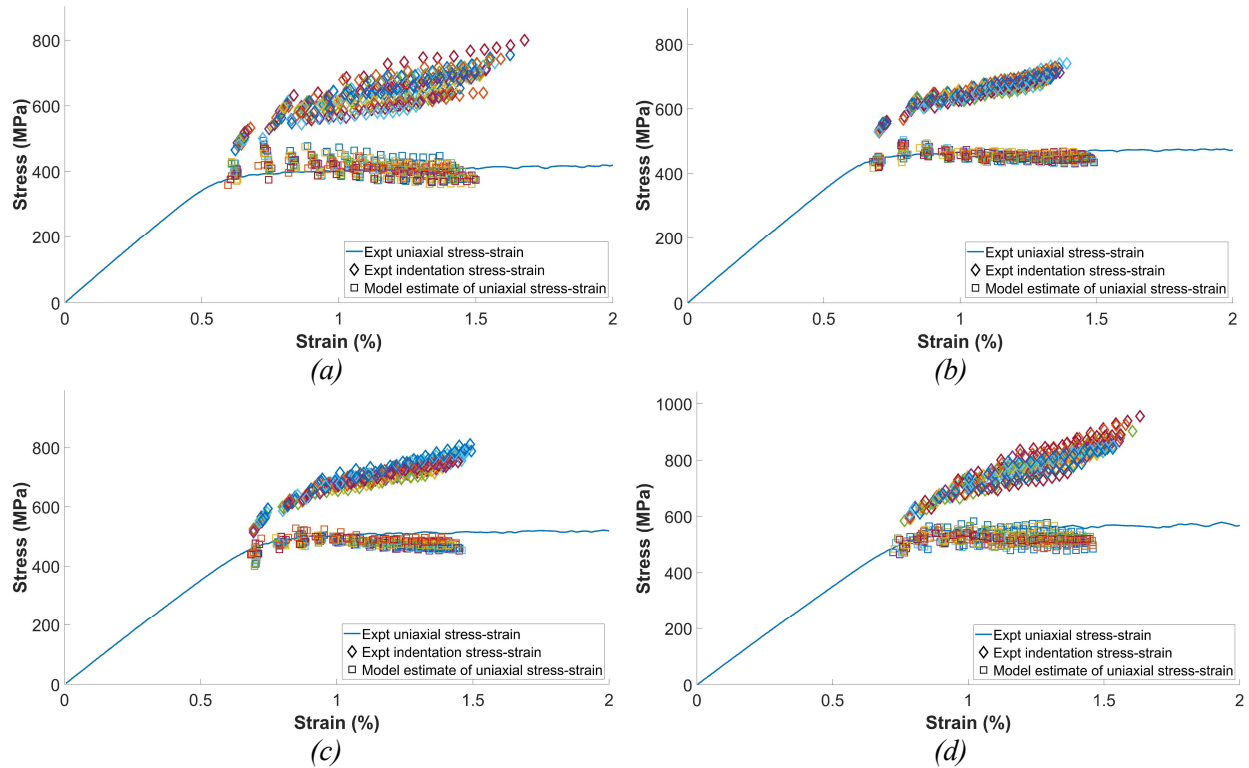 800
600
400
200
0
Stress (MPa)
Expt uniaxial stress-strain
Expt indentation stress-strain
Model estimate of uniaxial stress-strain
0 0.5 1 1.5 2
Strain (%)
(a)
800
600
400
200
0
Stress (MPa)
Expt uniaxial stress-strain
Expt indentation stress-strain
Model estimate of uniaxial stress-strain
0 0.5 1 1.5 2
Strain (%)
(b)
800
600
400
200
0
Stress (MPa)
Expt uniaxial stress-strain
Expt indentation stress-strain
Model estimate of uniaxial stress-strain
0 0.5 1 1.5 2
Strain (%)
(c)
1000
800
600
400
200
0
Stress (MPa)
Expt uniaxial stress-strain
Expt indentation stress-strain
Model estimate of uniaxial stress-strain
0 0.5 1 1.5 2
Strain (%)
(d)